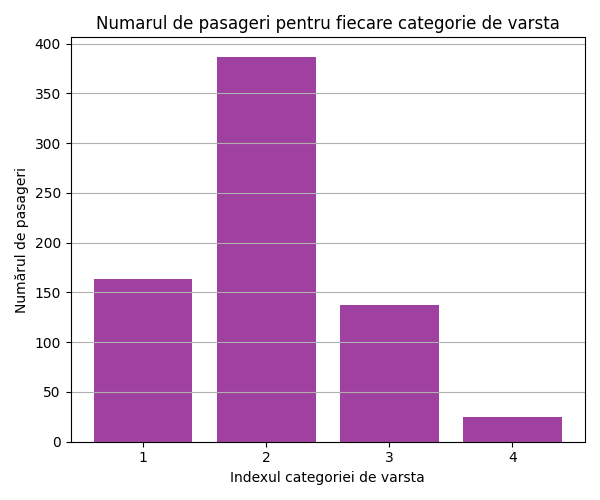 Numarul de pasageri pentru fiecare categorie de varsta
400
350
300
250
200
150
100
50
0
Numărul de pasageri
1 2 3 4
Indexul categoriei de varsta